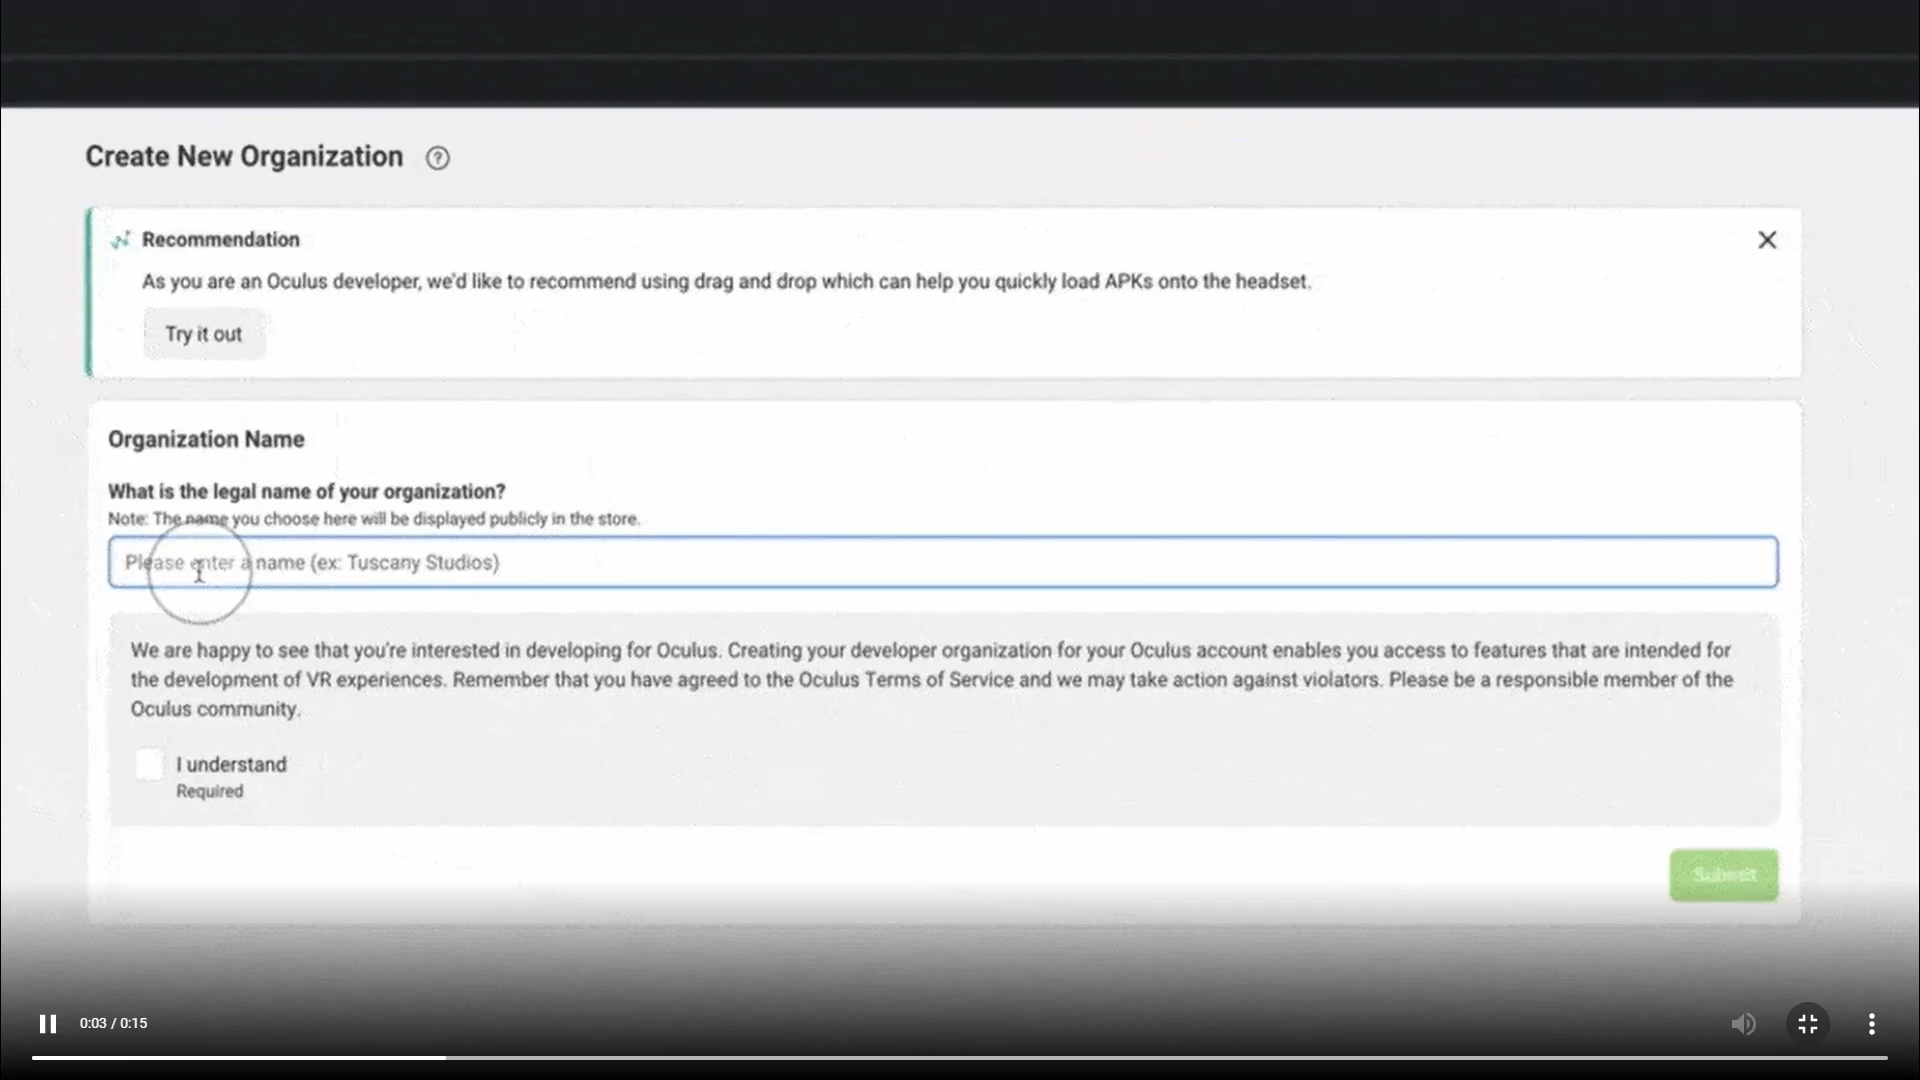 Create New Organization
Recommendation
As you are an Oculus developer, we'd like to recommend using drag and drop which can help you quickly load APKs onto the headset.
Try it out
Organization Name
What is the legal name of your organization?
Note: The name you choose here will be displayed publicly in the store.
Please enter a name (ex: Tuscany Studios)
We are happy to see that you're interested in developing for Oculus. Creating your developer organization for your Oculus account enables you access to features that are intended for
the development of VR experiences. Remember that you have agreed to the Oculus Terms of Service and we may take action against violators. Please be a responsible member of the
Oculus community.
I understand
Required
Submit
0:03 / 0:15